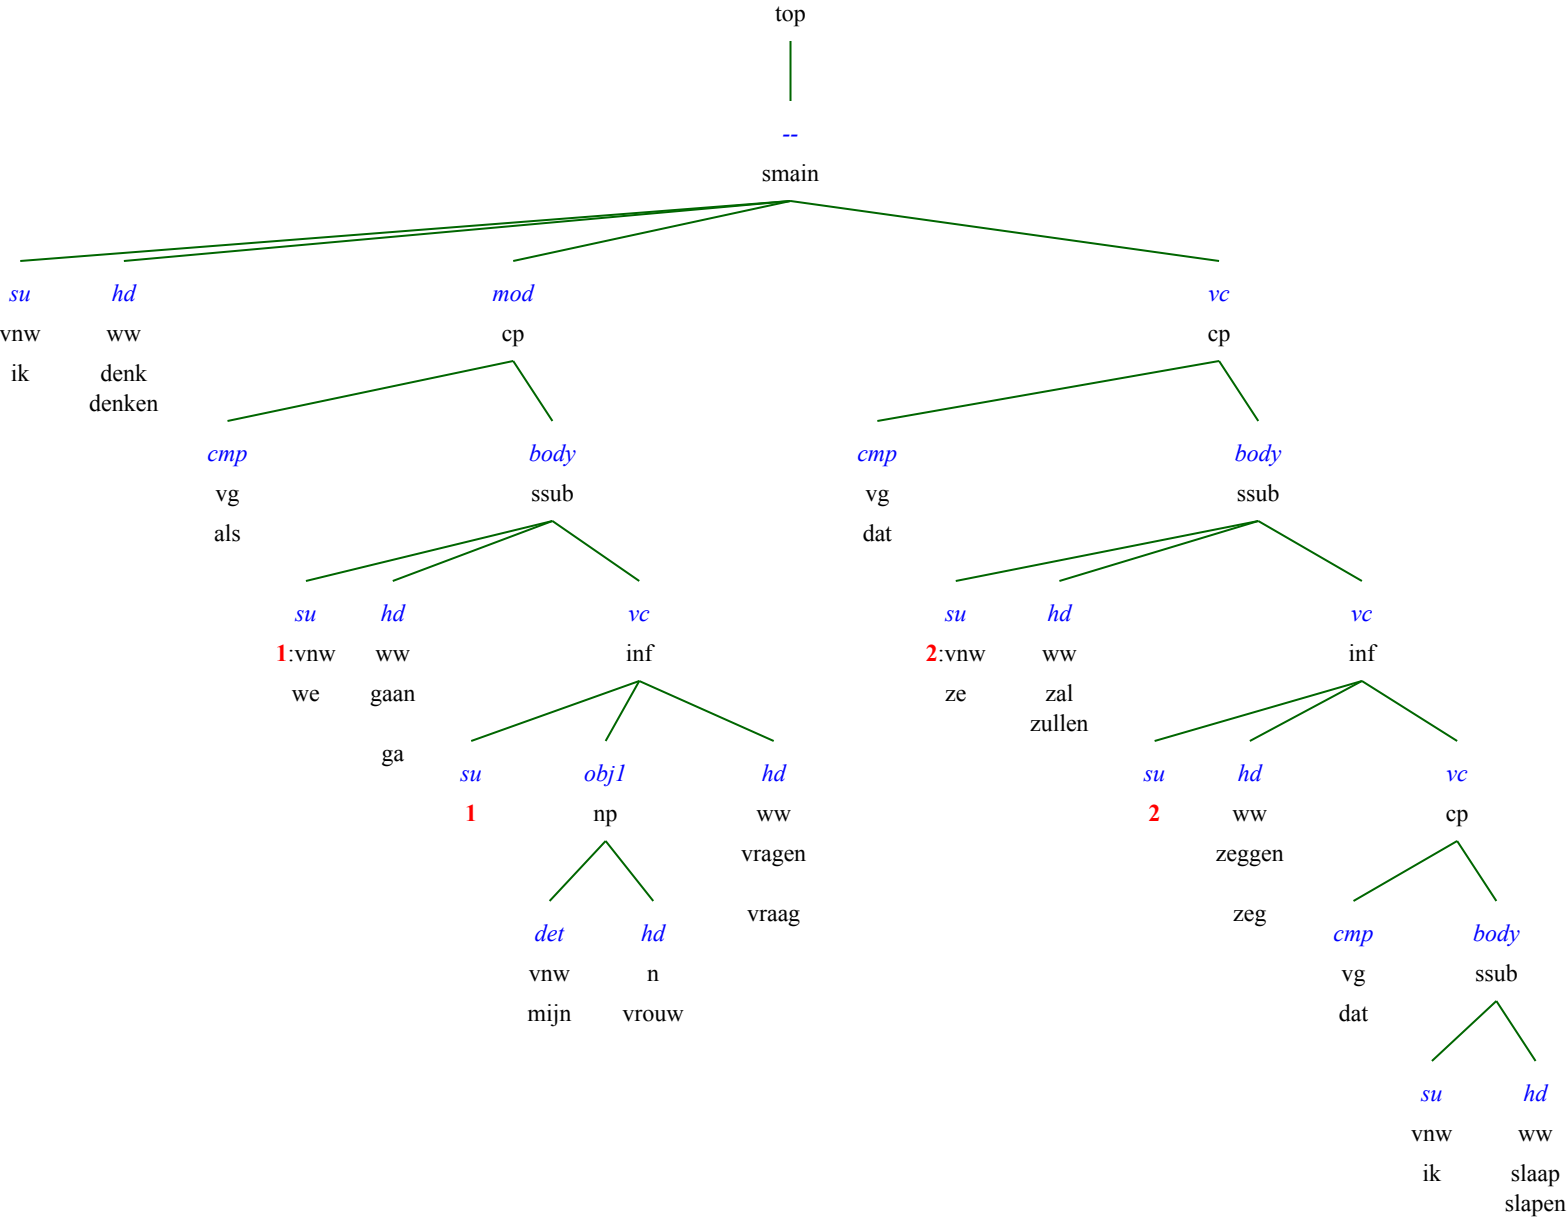 top
--
smain
su hd mod vc
vnw ww cp cp
ik denk
denken
cmp body cmp body
vg ssub vg ssub
als dat
su hd vc su hd vc
1:vnw ww inf 2:vnw ww inf
we gaan ze zal
zullen
ga
su obj1 hd su hd vc
1 np ww 2 ww cp
vragen zeggen
vraag zeg
det hd cmp body
vnw n vg ssub
mijn vrouw dat
su hd
vnw ww
ik slaap
slapen